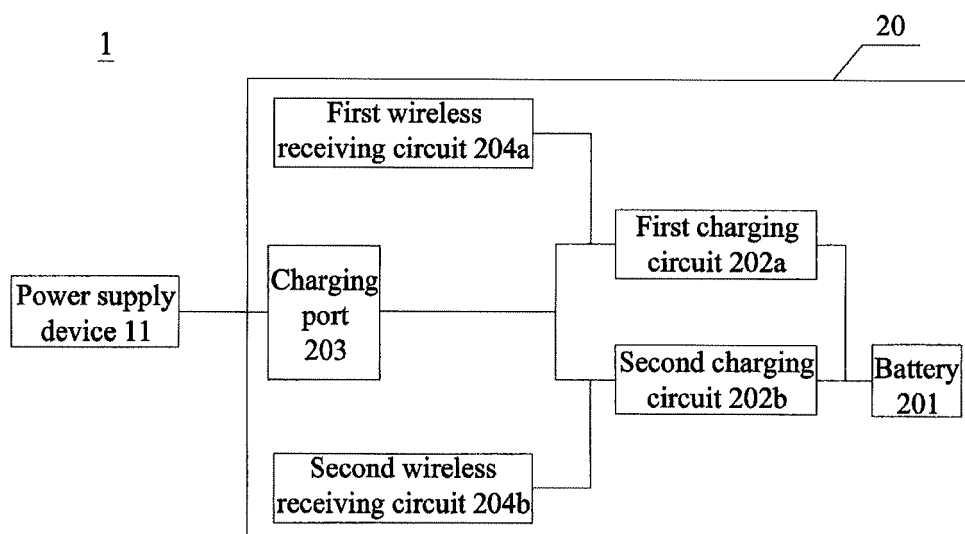 1
20
First wireless
receiving circuit 204a
First charging
circuit 202a
Power supply
device 11
Charging
port
203
Second charging
circuit 202b
Battery
201
Second wireless
receiving circuit 204b